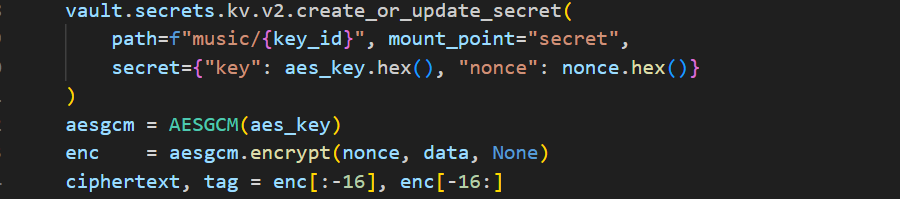 vault.secrets.kv.v2.create_or_update_secret(
    path=f"music/{key_id}", mount_point="secret",
    secret={"key": aes_key.hex(), "nonce": nonce.hex()}
)
aesgcm = AESGCM(aes_key)
enc    = aesgcm.encrypt(nonce, data, None)
ciphertext, tag = enc[:-16], enc[-16:]